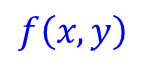 f(x, y)